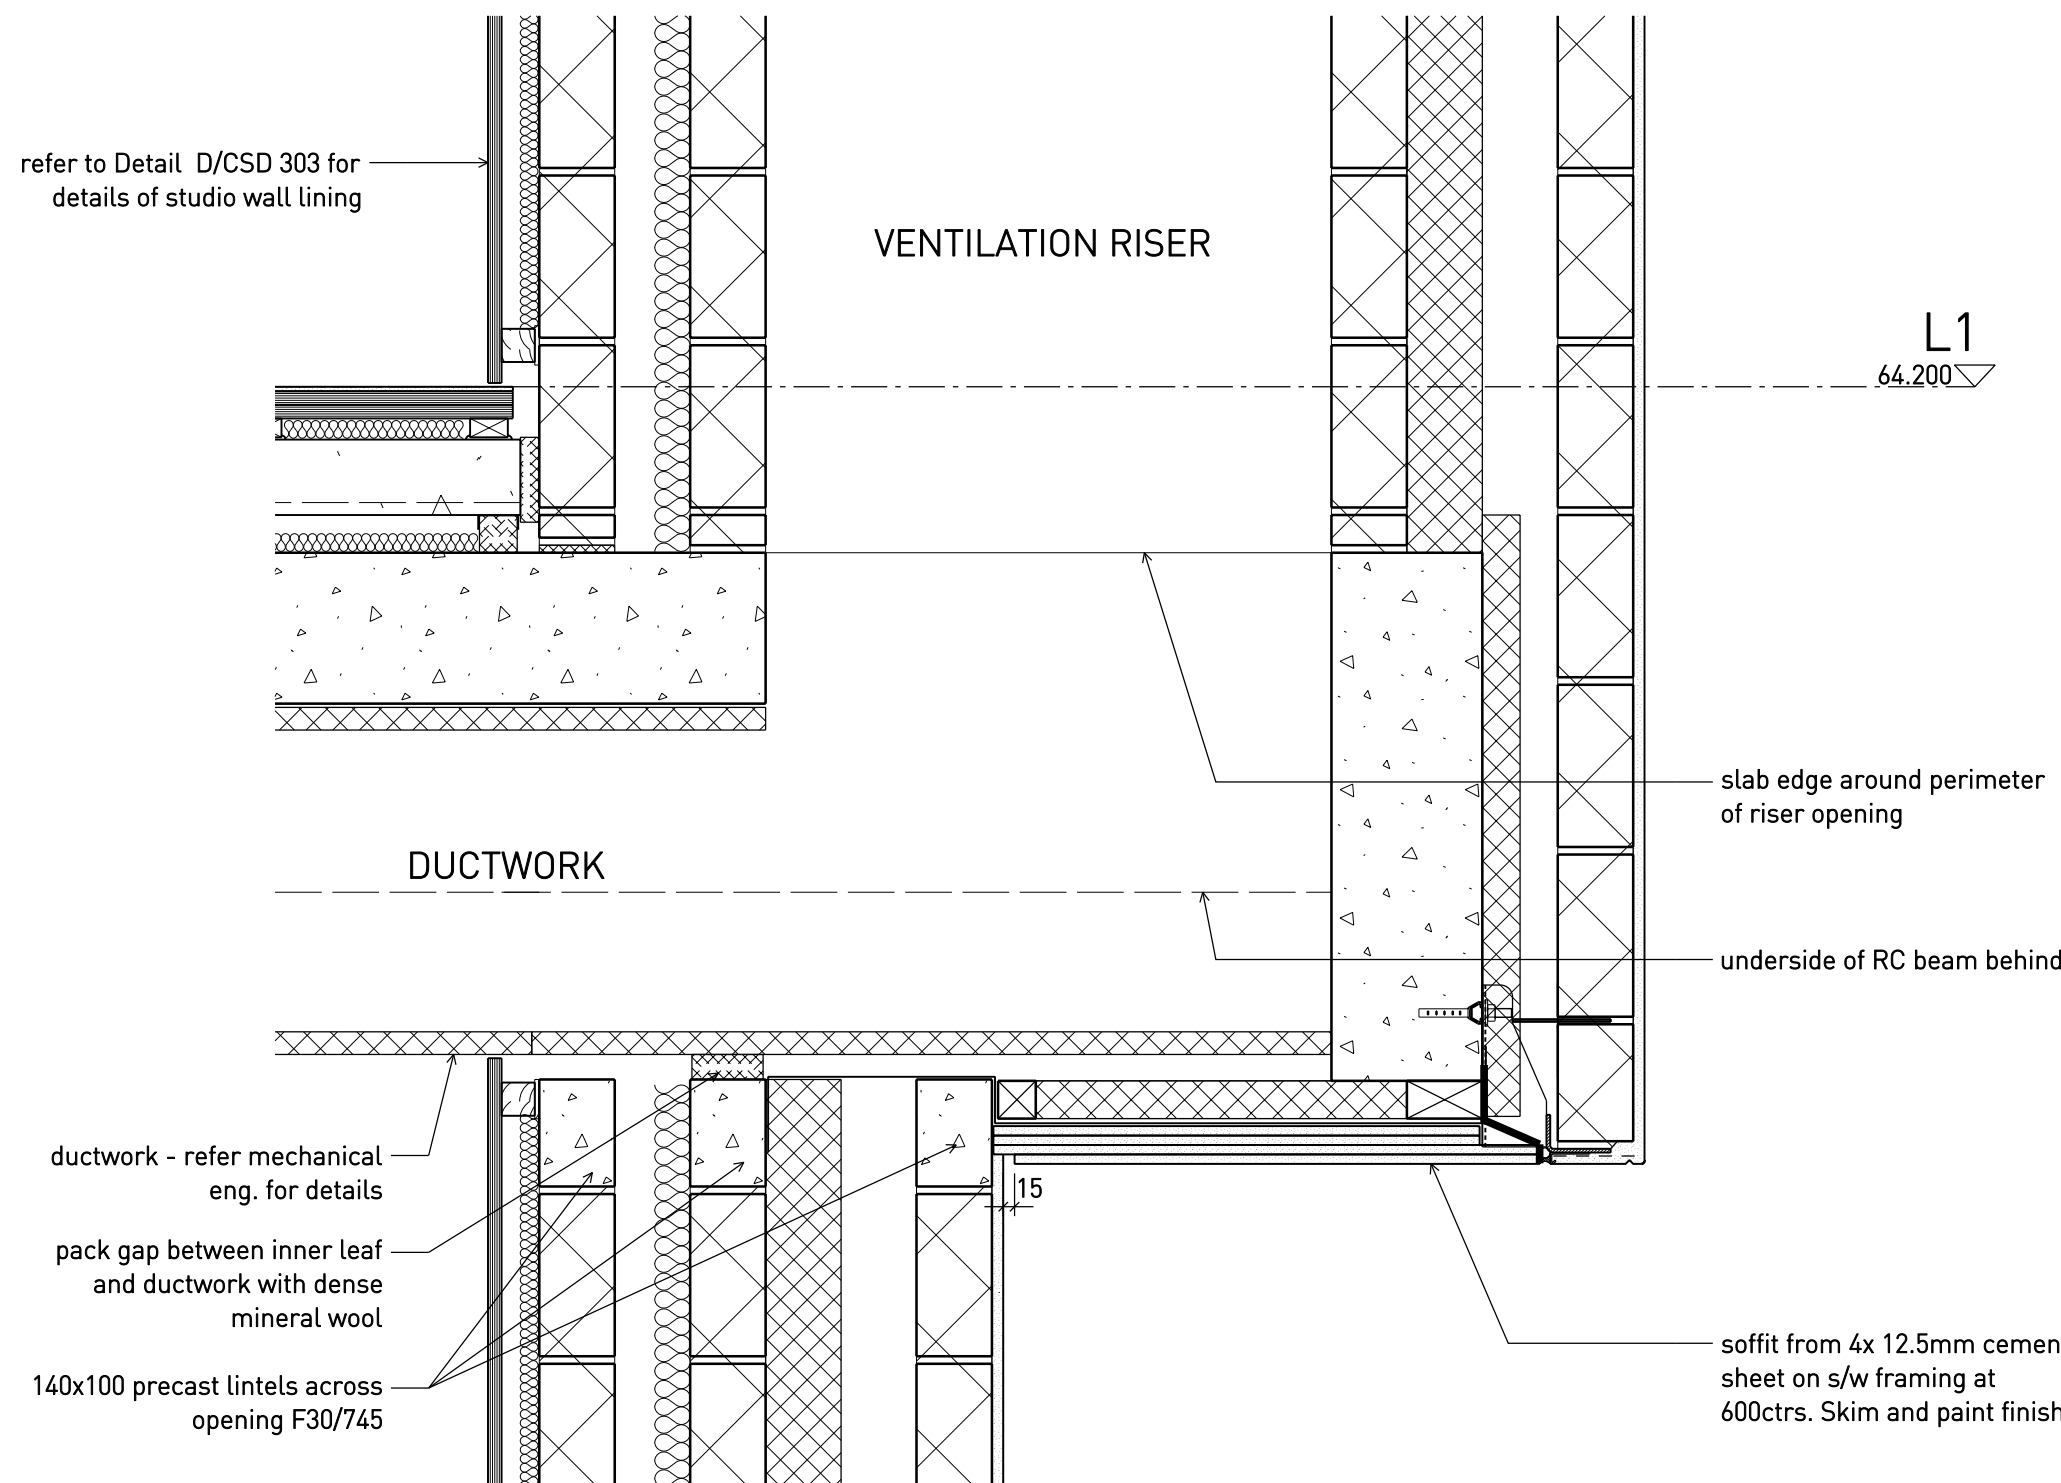 refer to Detail D/CSD 303 for
details of studio wall lining
VENTILATION RISER
L1
64.200
slab edge around perimeter
of riser opening
DUCTWORK
underside of RC beam behind
ductwork - refer mechanical
eng. for details
15
pack gap between inner leaf
and ductwork with dense
mineral wool
140x100 precast lintels across
opening F30/745
soffit from 4x 12.5mm cemen
sheet on s/w framing at
600ctrs. Skim and paint finish